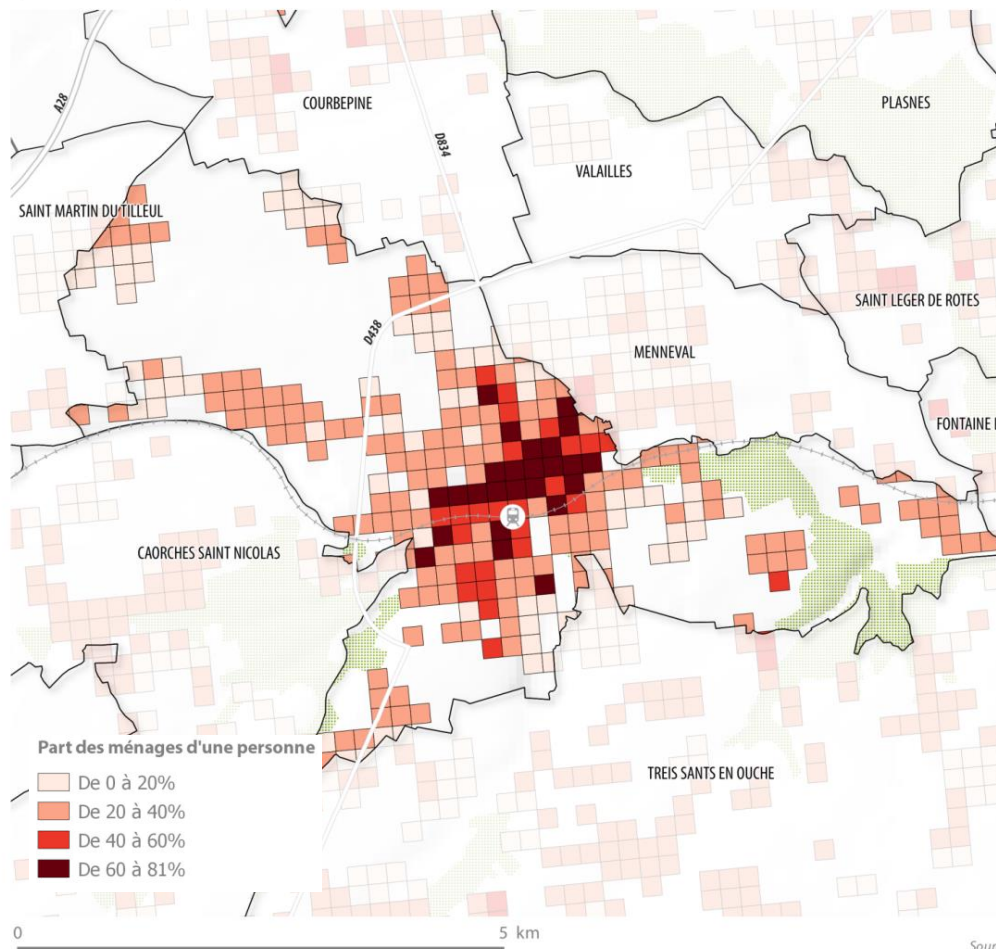 A28
COURBEPINE
D834
PLASNES
VALAILLES
SAINT MARTIN DU TILLEUL
SAINT LEGER DE ROTES
D438
MENNEVAL
FONTAINE
CAORCHES SAINT NICOLAS
Part des ménages d'une personne
De 0 à 20%
De 20 à 40%
De 40 à 60%
De 60 à 81%
TREIS SANTS EN OUCHE
0 5 km
Sour